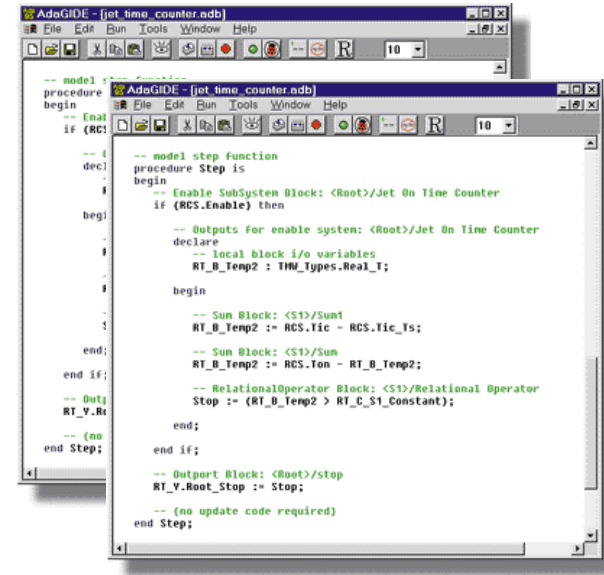 AdaGIDE - [jet_time_counter.adb]
File Edit Run Tools Window Help
R 10
-- model
procedure
begin
-- Enab
if (RCS
decl
begi
end;
end if;
-- Outp
RT_Y.Ro
-- (no
end Step;
AdaGIDE - [jet_time_counter.adb]
File Edit Run Tools Window Help
R 10
-- model step function
procedure Step is
begin
-- Enable SubSystem Block: <Root>/Jet On Time Counter
if (RCS.Enable) then
-- Outputs for enable system: <Root>/Jet On Time Counter
declare
-- local block i/o variables
RT_B_Temp2 : TMW_Types.Real_T;
begin
-- Sum Block: <S1>/Sum1
RT_B_Temp2 := RCS.Tic - RCS.Tic_Ts;
-- Sum Block: <S1>/Sum
RT_B_Temp2 := RCS.Ton - RT_B_Temp2;
-- RelationalOperator Block: <S1>/Relational Operator
Stop := (RT_B_Temp2 > RT_C_S1_Constant);
end;
end if;
-- Outport Block: <Root>/stop
RT_Y.Root_Stop := Stop;
-- (no update code required)
end Step;